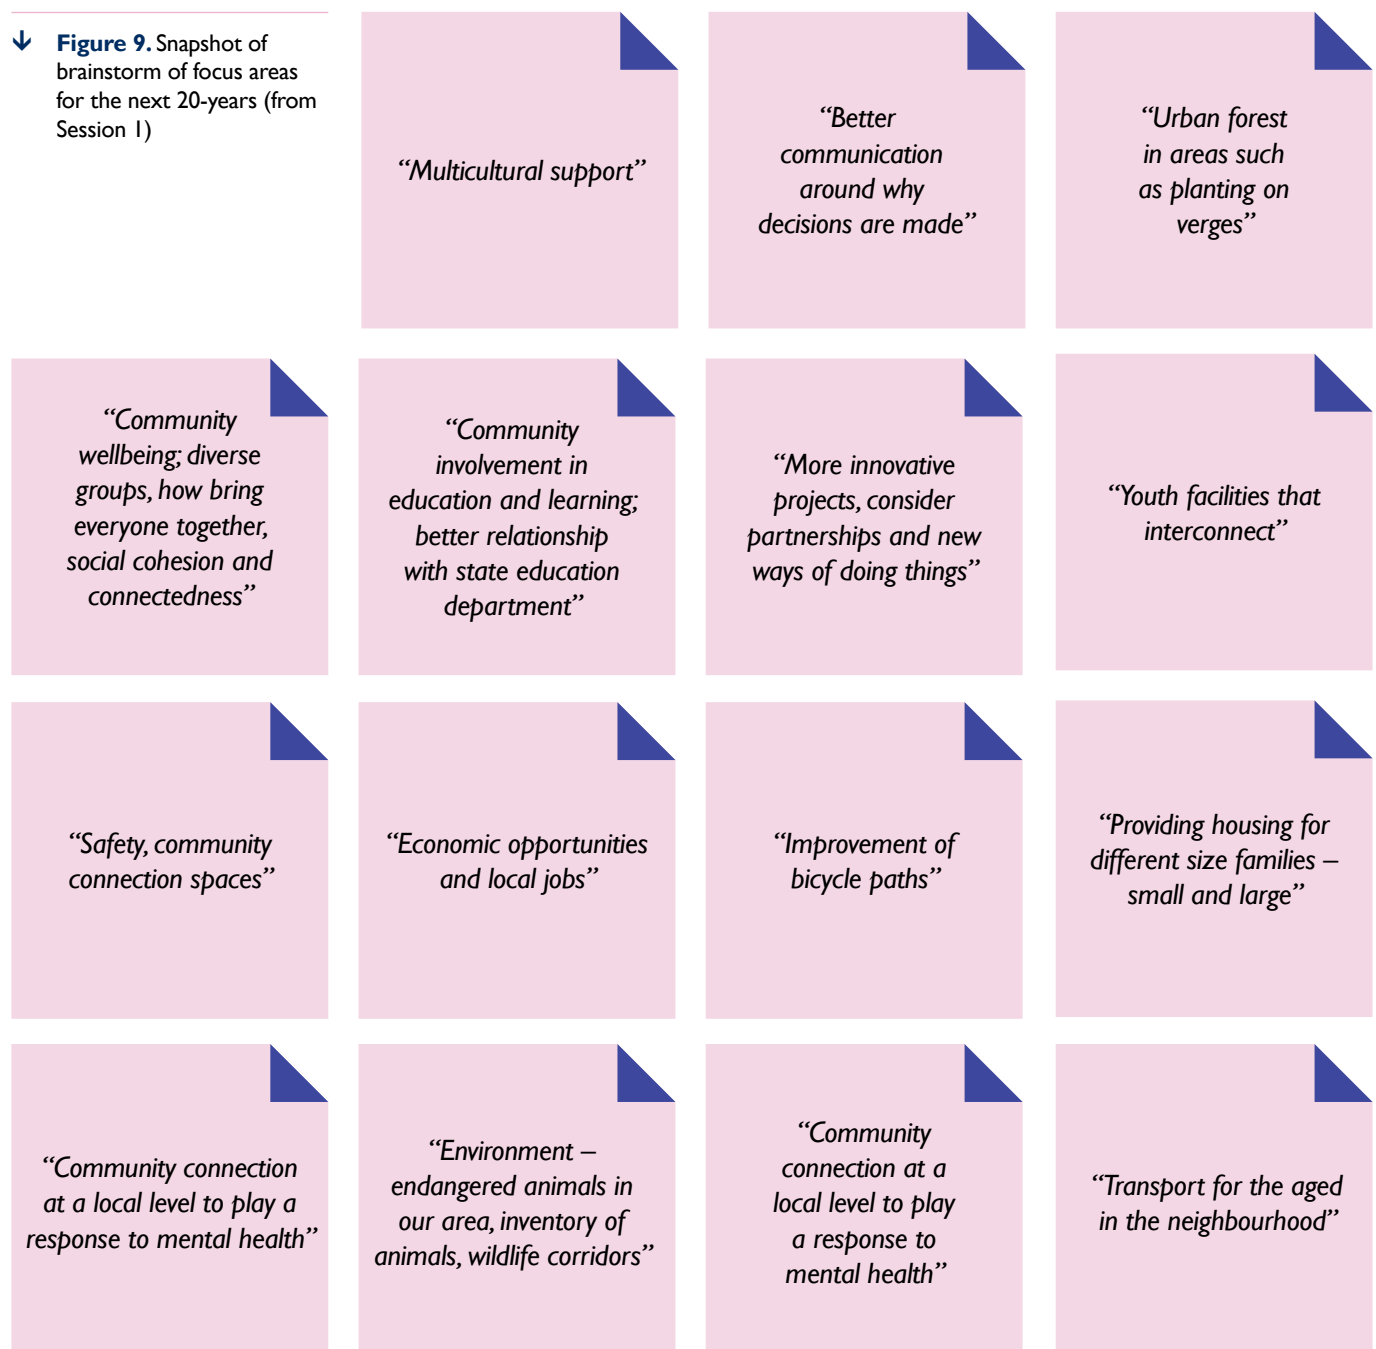 Figure 9. Snapshot of
brainstorm of focus areas
for the next 20-years (from
Session 1)
“Multicultural support”
“Better
communication
around why
decisions are made”
“Urban forest
in areas such
as planting on
verges”
“Community
wellbeing; diverse
groups, how bring
everyone together,
social cohesion and
connectedness”
“Community
involvement in
education and learning;
better relationship
with state education
department”
“More innovative
projects, consider
partnerships and new
ways of doing things”
“Youth facilities that
interconnect”
“Safety, community
connection spaces”
“Economic opportunities
and local jobs”
“Improvement of
bicycle paths”
“Providing housing for
different size families –
small and large”
“Community connection
at a local level to play a
response to mental health”
“Environment –
endangered animals in
our area, inventory of
animals, wildlife corridors”
“Community
connection at a
local level to play
a response to
mental health”
“Transport for the aged
in the neighbourhood”